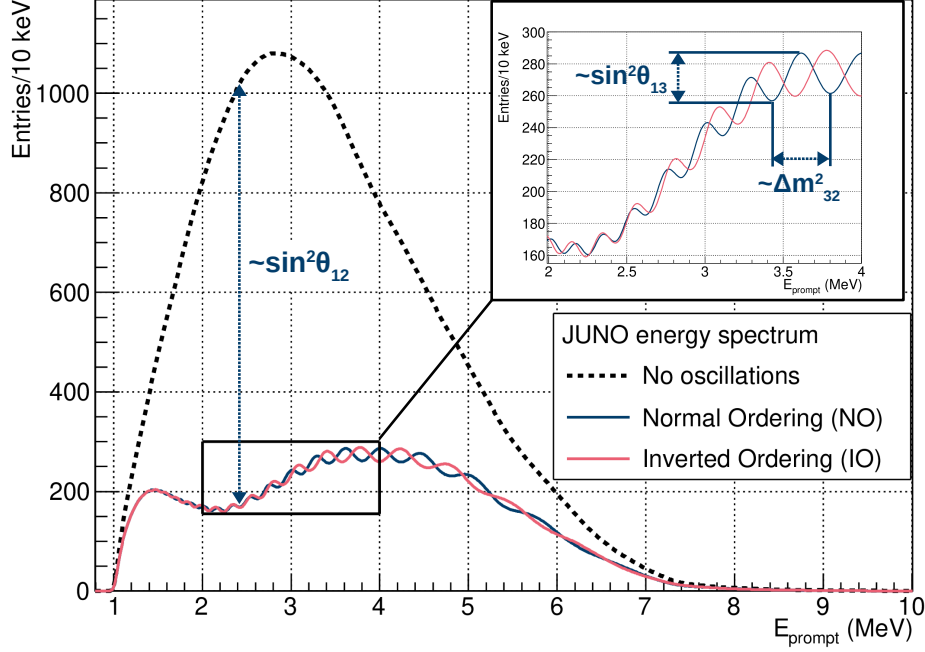 Entries/10 keV
1000
800
600
400
200
0
1 2 3 4 5 6 7 8 9 10
E_prompt (MeV)
~sin²θ₁₂
Entries/10 keV
300
280
260
240
220
200
180
160
2 2.5 3 3.5 4
E_prompt (MeV)
~sin²θ₁₃
~Δm²₃₂
JUNO energy spectrum
No oscillations
Normal Ordering (NO)
Inverted Ordering (IO)